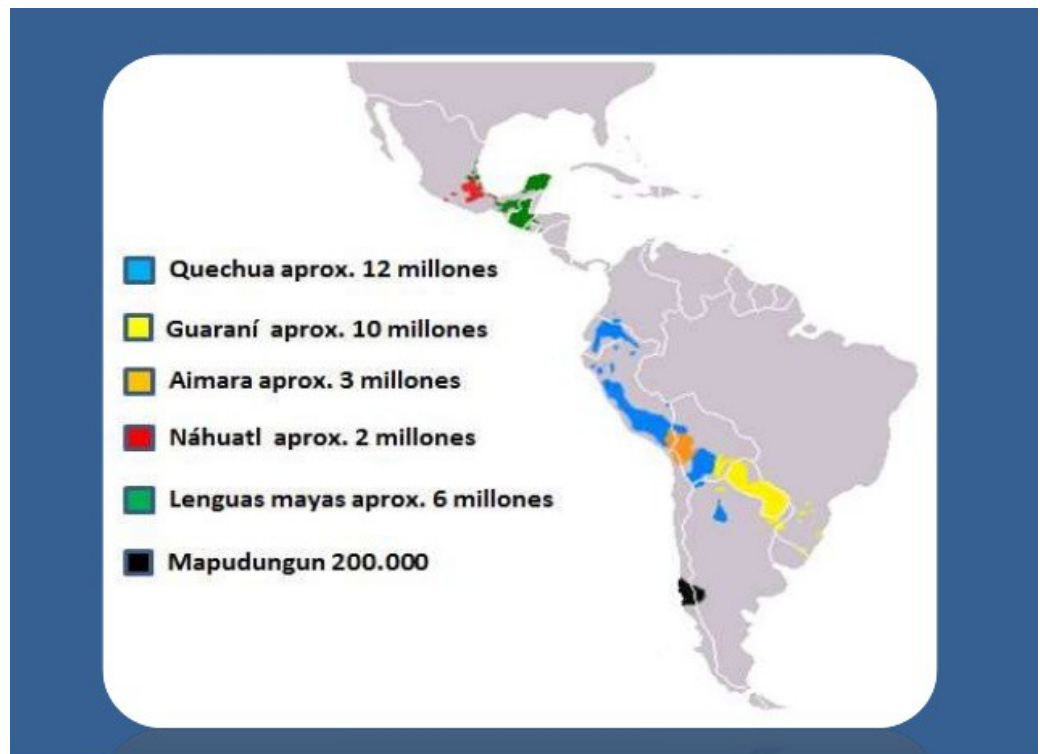 Quechua aprox. 12 millones
Guaraní aprox. 10 millones
Aimara aprox. 3 millones
Náhuatl aprox. 2 millones
Lenguas mayas aprox. 6 millones
Mapudungun 200.000